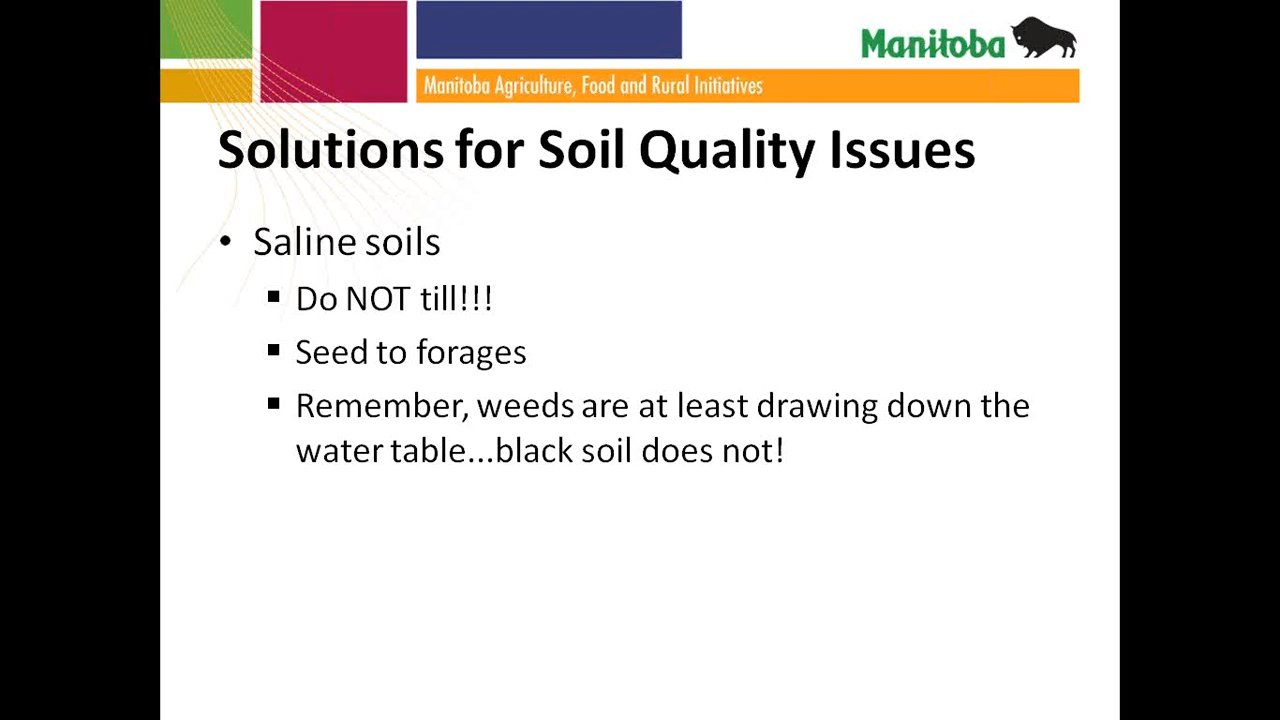 Manitoba
Manitoba Agriculture, Food and Rural Initiatives
Solutions for Soil Quality Issues
• Saline soils
▪ Do NOT till!!!
▪ Seed to forages
▪ Remember, weeds are at least drawing down the
water table...black soil does not!